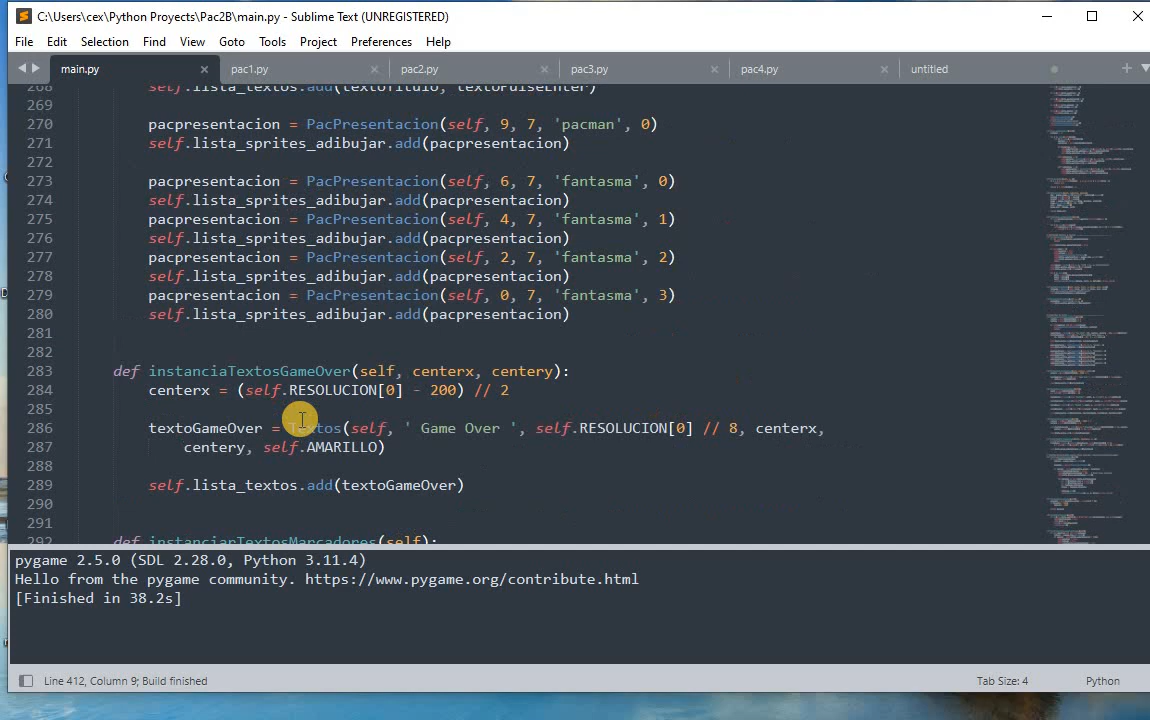 C:\Users\cex\Python Proyects\Pac2B\main.py - Sublime Text (UNREGISTERED)
File Edit Selection Find View Goto Tools Project Preferences Help
main.py pac1.py pac2.py pac3.py pac4.py untitled
268 self.lista_textos.add(textoTitulo, textoPulseEnter)
269
270 pacpresentacion = PacPresentacion(self, 9, 7, 'pacman', 0)
271 self.lista_sprites_adibujar.add(pacpresentacion)
272
273 pacpresentacion = PacPresentacion(self, 6, 7, 'fantasma', 0)
274 self.lista_sprites_adibujar.add(pacpresentacion)
275 pacpresentacion = PacPresentacion(self, 4, 7, 'fantasma', 1)
276 self.lista_sprites_adibujar.add(pacpresentacion)
277 pacpresentacion = PacPresentacion(self, 2, 7, 'fantasma', 2)
278 self.lista_sprites_adibujar.add(pacpresentacion)
279 pacpresentacion = PacPresentacion(self, 0, 7, 'fantasma', 3)
280 self.lista_sprites_adibujar.add(pacpresentacion)
281
282
283 def instanciaTextosGameOver(self, centerx, centery):
284 centerx = (self.RESOLUCION[0] - 200) // 2
285
286 textoGameOver = Textos(self, ' Game Over ', self.RESOLUCION[0] // 8, centerx,
287 centery, self.AMARILLO)
288
289 self.lista_textos.add(textoGameOver)
290
291
292 def instanciarTextosMarcadores(self):
pygame 2.5.0 (SDL 2.28.0, Python 3.11.4)
Hello from the pygame community. https://www.pygame.org/contribute.html
[Finished in 38.2s]
Line 412, Column 9; Build finished Tab Size: 4 Python